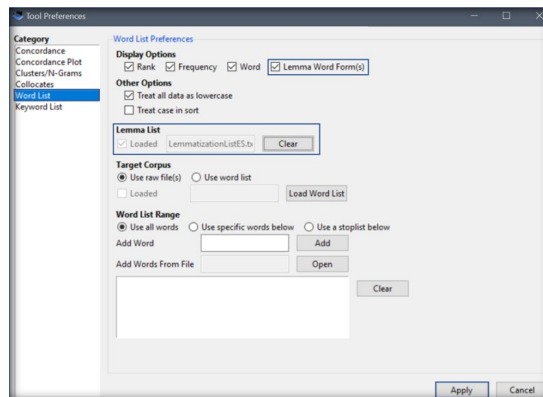 Tool Preferences
Category
Concordance
Concordance Plot
Clusters/N-Grams
Collocates
Word List
Keyword List
Word List Preferences
Display Options
Rank Frequency Word Lemma Word Form(s)
Other Options
Treat all data as lowercase
Treat case in sort
Lemma List
Loaded LemmatizationListES.tx Clear
Target Corpus
Use raw file(s) Use word list
Loaded Load Word List
Word List Range
Use all words Use specific words below Use a stoplist below
Add Word Add
Add Words From File Open
Clear
Apply Cancel